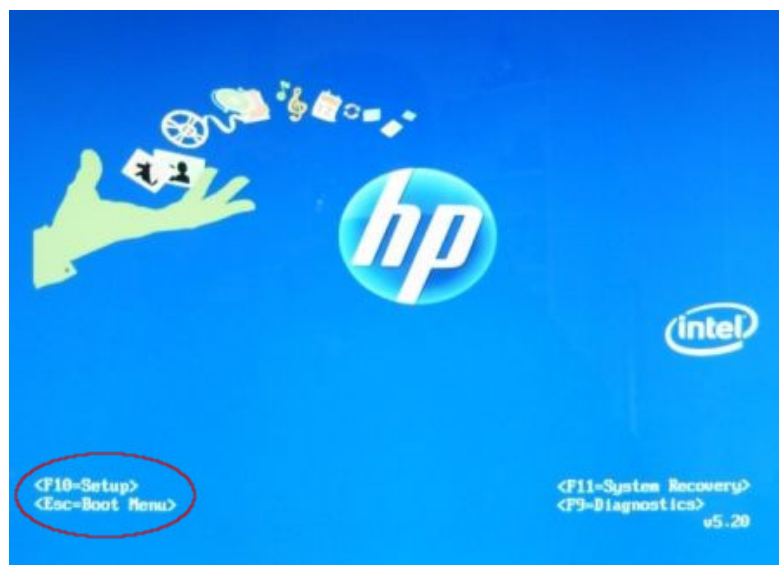 hp
intel
<F10=Setup>
<Esc=Boot Menu>
<F11=System Recovery>
<F9=Diagnostics>
v5.20